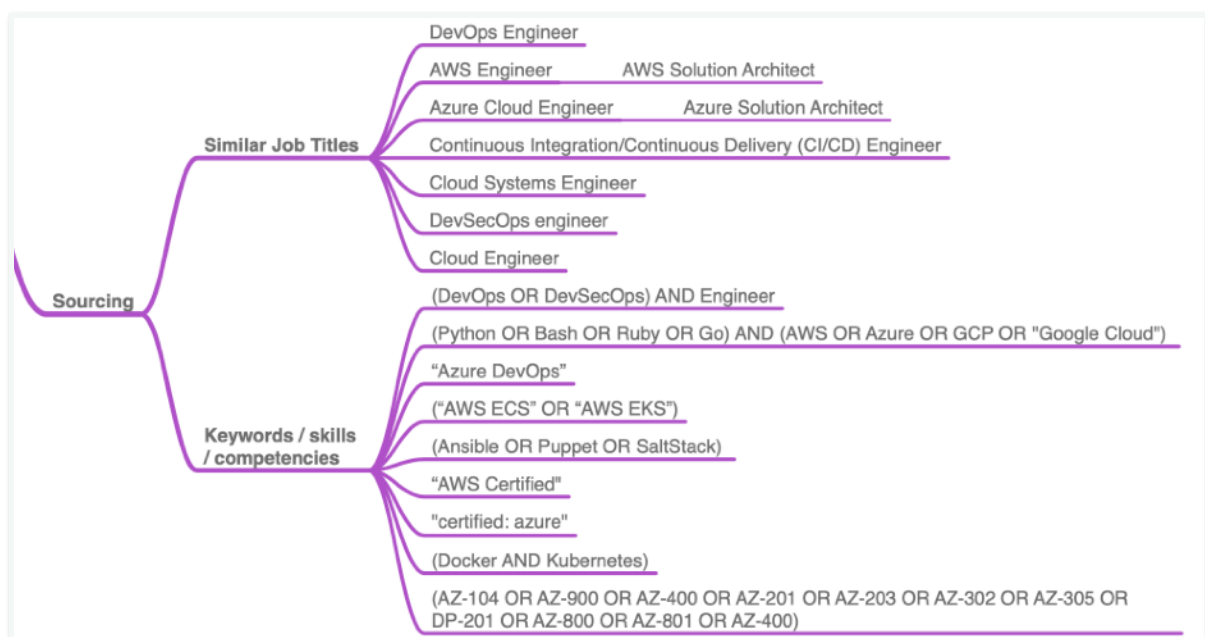 DevOps Engineer
AWS Engineer
AWS Solution Architect
Azure Cloud Engineer
Azure Solution Architect
Similar Job Titles
Continuous Integration/Continuous Delivery (CI/CD) Engineer
Cloud Systems Engineer
DevSecOps engineer
Cloud Engineer
Sourcing
(DevOps OR DevSecOps) AND Engineer
(Python OR Bash OR Ruby OR Go) AND (AWS OR Azure OR GCP OR "Google Cloud")
“Azure DevOps”
(“AWS ECS” OR “AWS EKS”)
Keywords / skills
/ competencies
(Ansible OR Puppet OR SaltStack)
“AWS Certified"
"certified: azure"
(Docker AND Kubernetes)
(AZ-104 OR AZ-900 OR AZ-400 OR AZ-201 OR AZ-203 OR AZ-302 OR AZ-305 OR
DP-201 OR AZ-800 OR AZ-801 OR AZ-400)